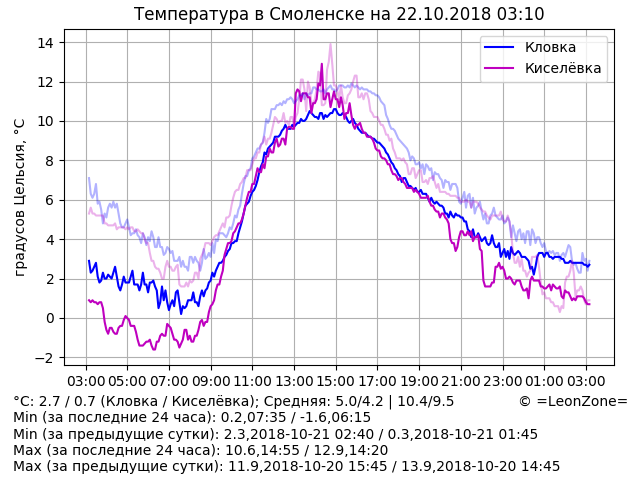 Температура в Смоленске на 22.10.2018 03:10
градусов Цельсия, °C
14
12
10
8
6
4
2
0
−2
Кловка
Киселёвка
03:00 05:00 07:00 09:00 11:00 13:00 15:00 17:00 19:00 21:00 23:00 01:00 03:00
°C: 2.7 / 0.7 (Кловка / Киселёвка); Средняя: 5.0/4.2 | 10.4/9.5 © =LeonZone=
Min (за последние 24 часа): 0.2,07:35 / -1.6,06:15
Min (за предыдущие сутки): 2.3,2018-10-21 02:40 / 0.3,2018-10-21 01:45
Max (за последние 24 часа): 10.6,14:55 / 12.9,14:20
Max (за предыдущие сутки): 11.9,2018-10-20 15:45 / 13.9,2018-10-20 14:45